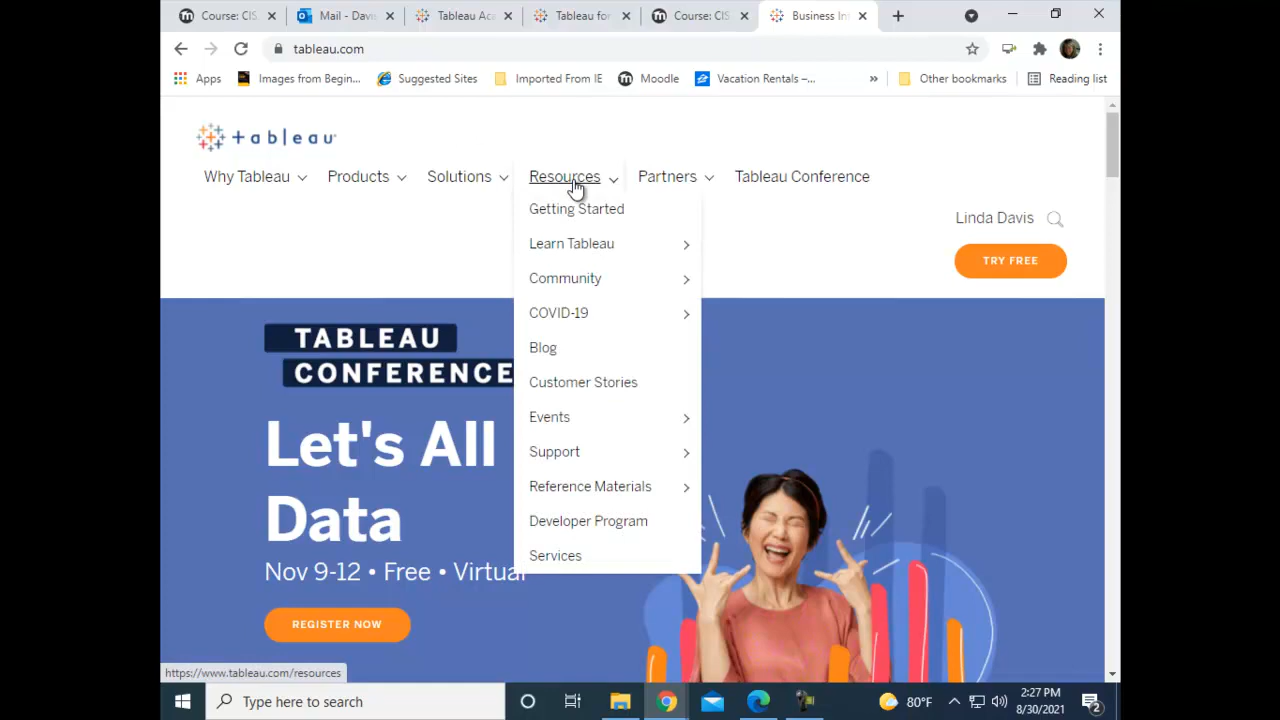 Course: CIS
Mail - Davis
Tableau Aca
Tableau for
Course: CIS
Business In
tableau.com
Apps
Images from Begin...
Suggested Sites
Imported From IE
Moodle
Vacation Rentals –...
»
Other bookmarks
Reading list
+ a b | e a u
Why Tableau
Products
Solutions
Resources
Partners
Tableau Conference
Linda Davis
TRY FREE
Getting Started
Learn Tableau
Community
COVID-19
Blog
Customer Stories
Events
Support
Reference Materials
Developer Program
Services
TABLEAU
CONFERENCE
Let's All
Data
Nov 9-12 • Free • Virtual
REGISTER NOW
https://www.tableau.com/resources
Type here to search
80°F
2:27 PM
8/30/2021
2